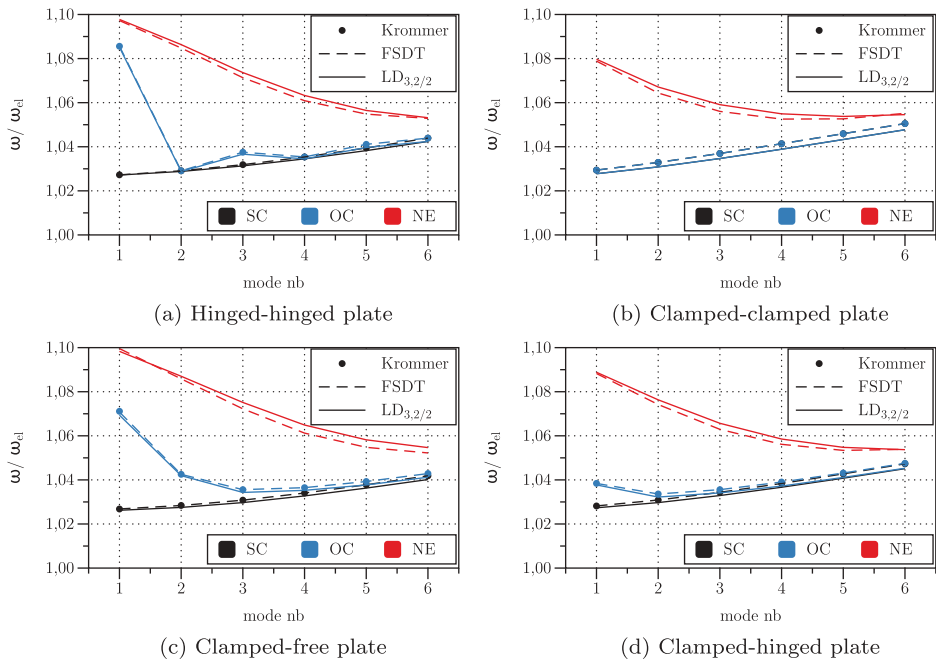 1,10
1,08
1,06
1,04
1,02
1,00
ω/ ω_el
Krommer
FSDT
LD_3,2/2
SC OC NE
1 2 3 4 5 6
mode nb
(a) Hinged-hinged plate
1,10
1,08
1,06
1,04
1,02
1,00
ω/ ω_el
Krommer
FSDT
LD_3,2/2
SC OC NE
1 2 3 4 5 6
mode nb
(b) Clamped-clamped plate
1,10
1,08
1,06
1,04
1,02
1,00
ω/ ω_el
Krommer
FSDT
LD_3,2/2
SC OC NE
1 2 3 4 5 6
mode nb
(c) Clamped-free plate
1,10
1,08
1,06
1,04
1,02
1,00
ω/ ω_el
Krommer
FSDT
LD_3,2/2
SC OC NE
1 2 3 4 5 6
mode nb
(d) Clamped-hinged plate